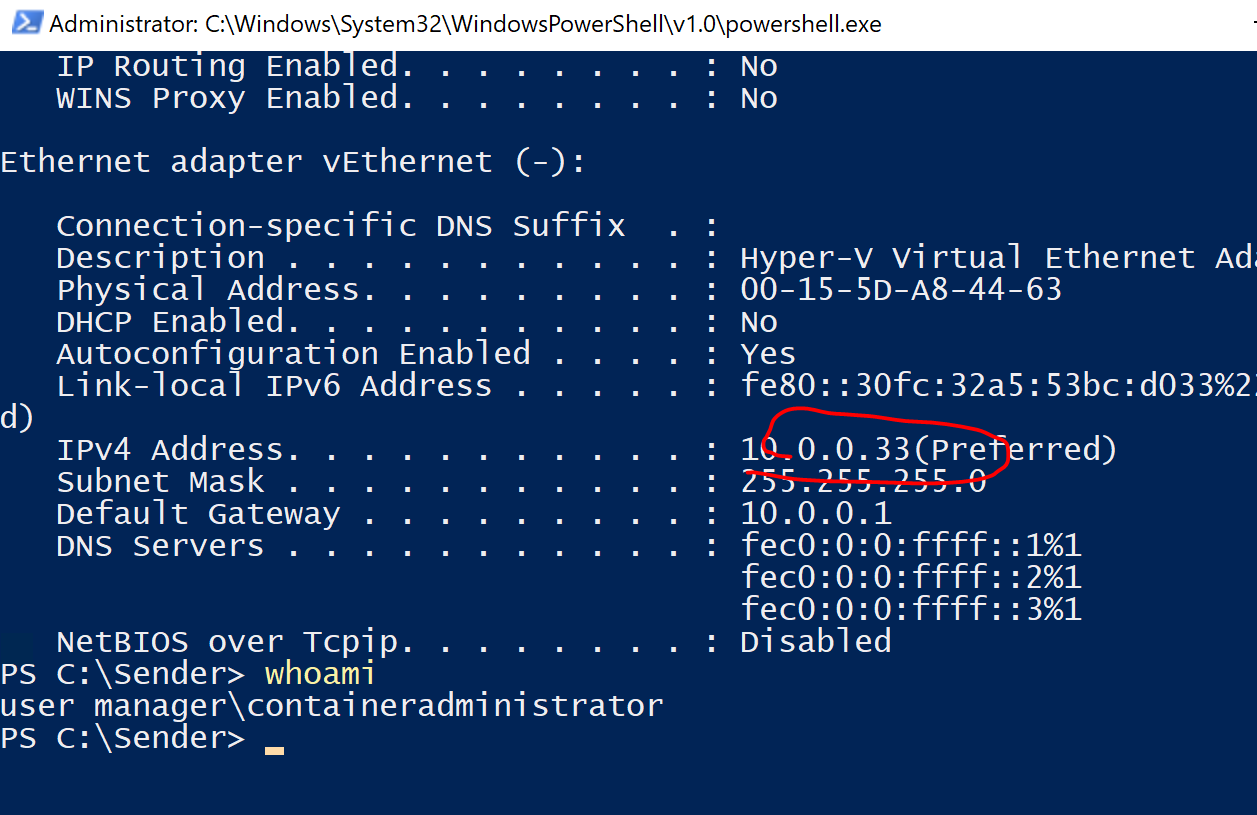 Administrator: C:\Windows\System32\WindowsPowerShell\v1.0\powershell.exe
IP Routing Enabled. . . . . . . . : No
WINS Proxy Enabled. . . . . . . . : No
Ethernet adapter vEthernet (-):
Connection-specific DNS Suffix  . :
Description . . . . . . . . . . . : Hyper-V Virtual Ethernet Ada
Physical Address. . . . . . . . . : 00-15-5D-A8-44-63
DHCP Enabled. . . . . . . . . . . : No
Autoconfiguration Enabled . . . . : Yes
Link-local IPv6 Address . . . . . : fe80::30fc:32a5:53bc:d033%2
d)
IPv4 Address. . . . . . . . . . . : 10.0.0.33(Preferred)
Subnet Mask . . . . . . . . . . . : 255.255.255.0
Default Gateway . . . . . . . . . : 10.0.0.1
DNS Servers . . . . . . . . . . . : fec0:0:0:ffff::1%1
fec0:0:0:ffff::2%1
fec0:0:0:ffff::3%1
NetBIOS over Tcpip. . . . . . . . : Disabled
PS C:\Sender> whoami
user manager\containeradministrator
PS C:\Sender>